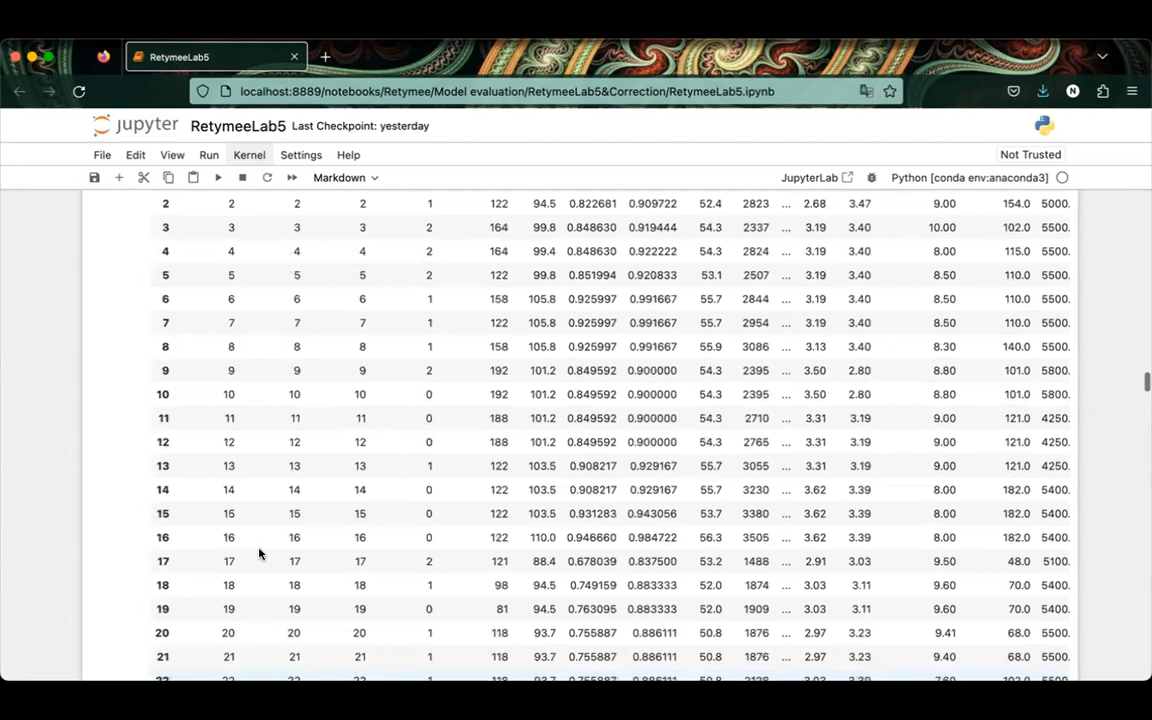 RetymeeLab5
localhost:8889/notebooks/Retymee/Model evaluation/RetymeeLab5&Correction/RetymeeLab5.ipynb
N
jupyter RetymeeLab5 Last Checkpoint: yesterday
File Edit View Run Kernel Settings Help Not Trusted
Markdown JupyterLab Python [conda env:anaconda3]
2 2 2 2 1 122 94.5 0.822681 0.909722 52.4 2823 ... 2.68 3.47 9.00 154.0 5000.
3 3 3 3 2 164 99.8 0.848630 0.919444 54.3 2337 ... 3.19 3.40 10.00 102.0 5500.
4 4 4 4 2 164 99.4 0.848630 0.922222 54.3 2824 ... 3.19 3.40 8.00 115.0 5500.
5 5 5 5 2 122 99.8 0.851994 0.920833 53.1 2507 ... 3.19 3.40 8.50 110.0 5500.
6 6 6 6 1 158 105.8 0.925997 0.991667 55.7 2844 ... 3.19 3.40 8.50 110.0 5500.
7 7 7 7 1 122 105.8 0.925997 0.991667 55.7 2954 ... 3.19 3.40 8.50 110.0 5500.
8 8 8 8 1 158 105.8 0.925997 0.991667 55.9 3086 ... 3.13 3.40 8.30 140.0 5500.
9 9 9 9 2 192 101.2 0.849592 0.900000 54.3 2395 ... 3.50 2.80 8.80 101.0 5800.
10 10 10 10 0 192 101.2 0.849592 0.900000 54.3 2395 ... 3.50 2.80 8.80 101.0 5800.
11 11 11 11 0 188 101.2 0.849592 0.900000 54.3 2710 ... 3.31 3.19 9.00 121.0 4250.
12 12 12 12 0 188 101.2 0.849592 0.900000 54.3 2765 ... 3.31 3.19 9.00 121.0 4250.
13 13 13 13 1 122 103.5 0.908217 0.929167 55.7 3055 ... 3.31 3.19 9.00 121.0 4250.
14 14 14 14 0 122 103.5 0.908217 0.929167 55.7 3230 ... 3.62 3.39 8.00 182.0 5400.
15 15 15 15 0 122 103.5 0.931283 0.943056 53.7 3380 ... 3.62 3.39 8.00 182.0 5400.
16 16 16 16 0 122 110.0 0.946660 0.984722 56.3 3505 ... 3.62 3.39 8.00 182.0 5400.
17 17 17 17 2 121 88.4 0.678039 0.837500 53.2 1488 ... 2.91 3.03 9.50 48.0 5100.
18 18 18 18 1 98 94.5 0.749159 0.883333 52.0 1874 ... 3.03 3.11 9.60 70.0 5400.
19 19 19 19 0 81 94.5 0.763095 0.883333 52.0 1909 ... 3.03 3.11 9.60 70.0 5400.
20 20 20 20 1 118 93.7 0.755887 0.886111 50.8 1876 ... 2.97 3.23 9.41 68.0 5500.
21 21 21 21 1 118 93.7 0.755887 0.886111 50.8 1876 ... 2.97 3.23 9.40 68.0 5500.